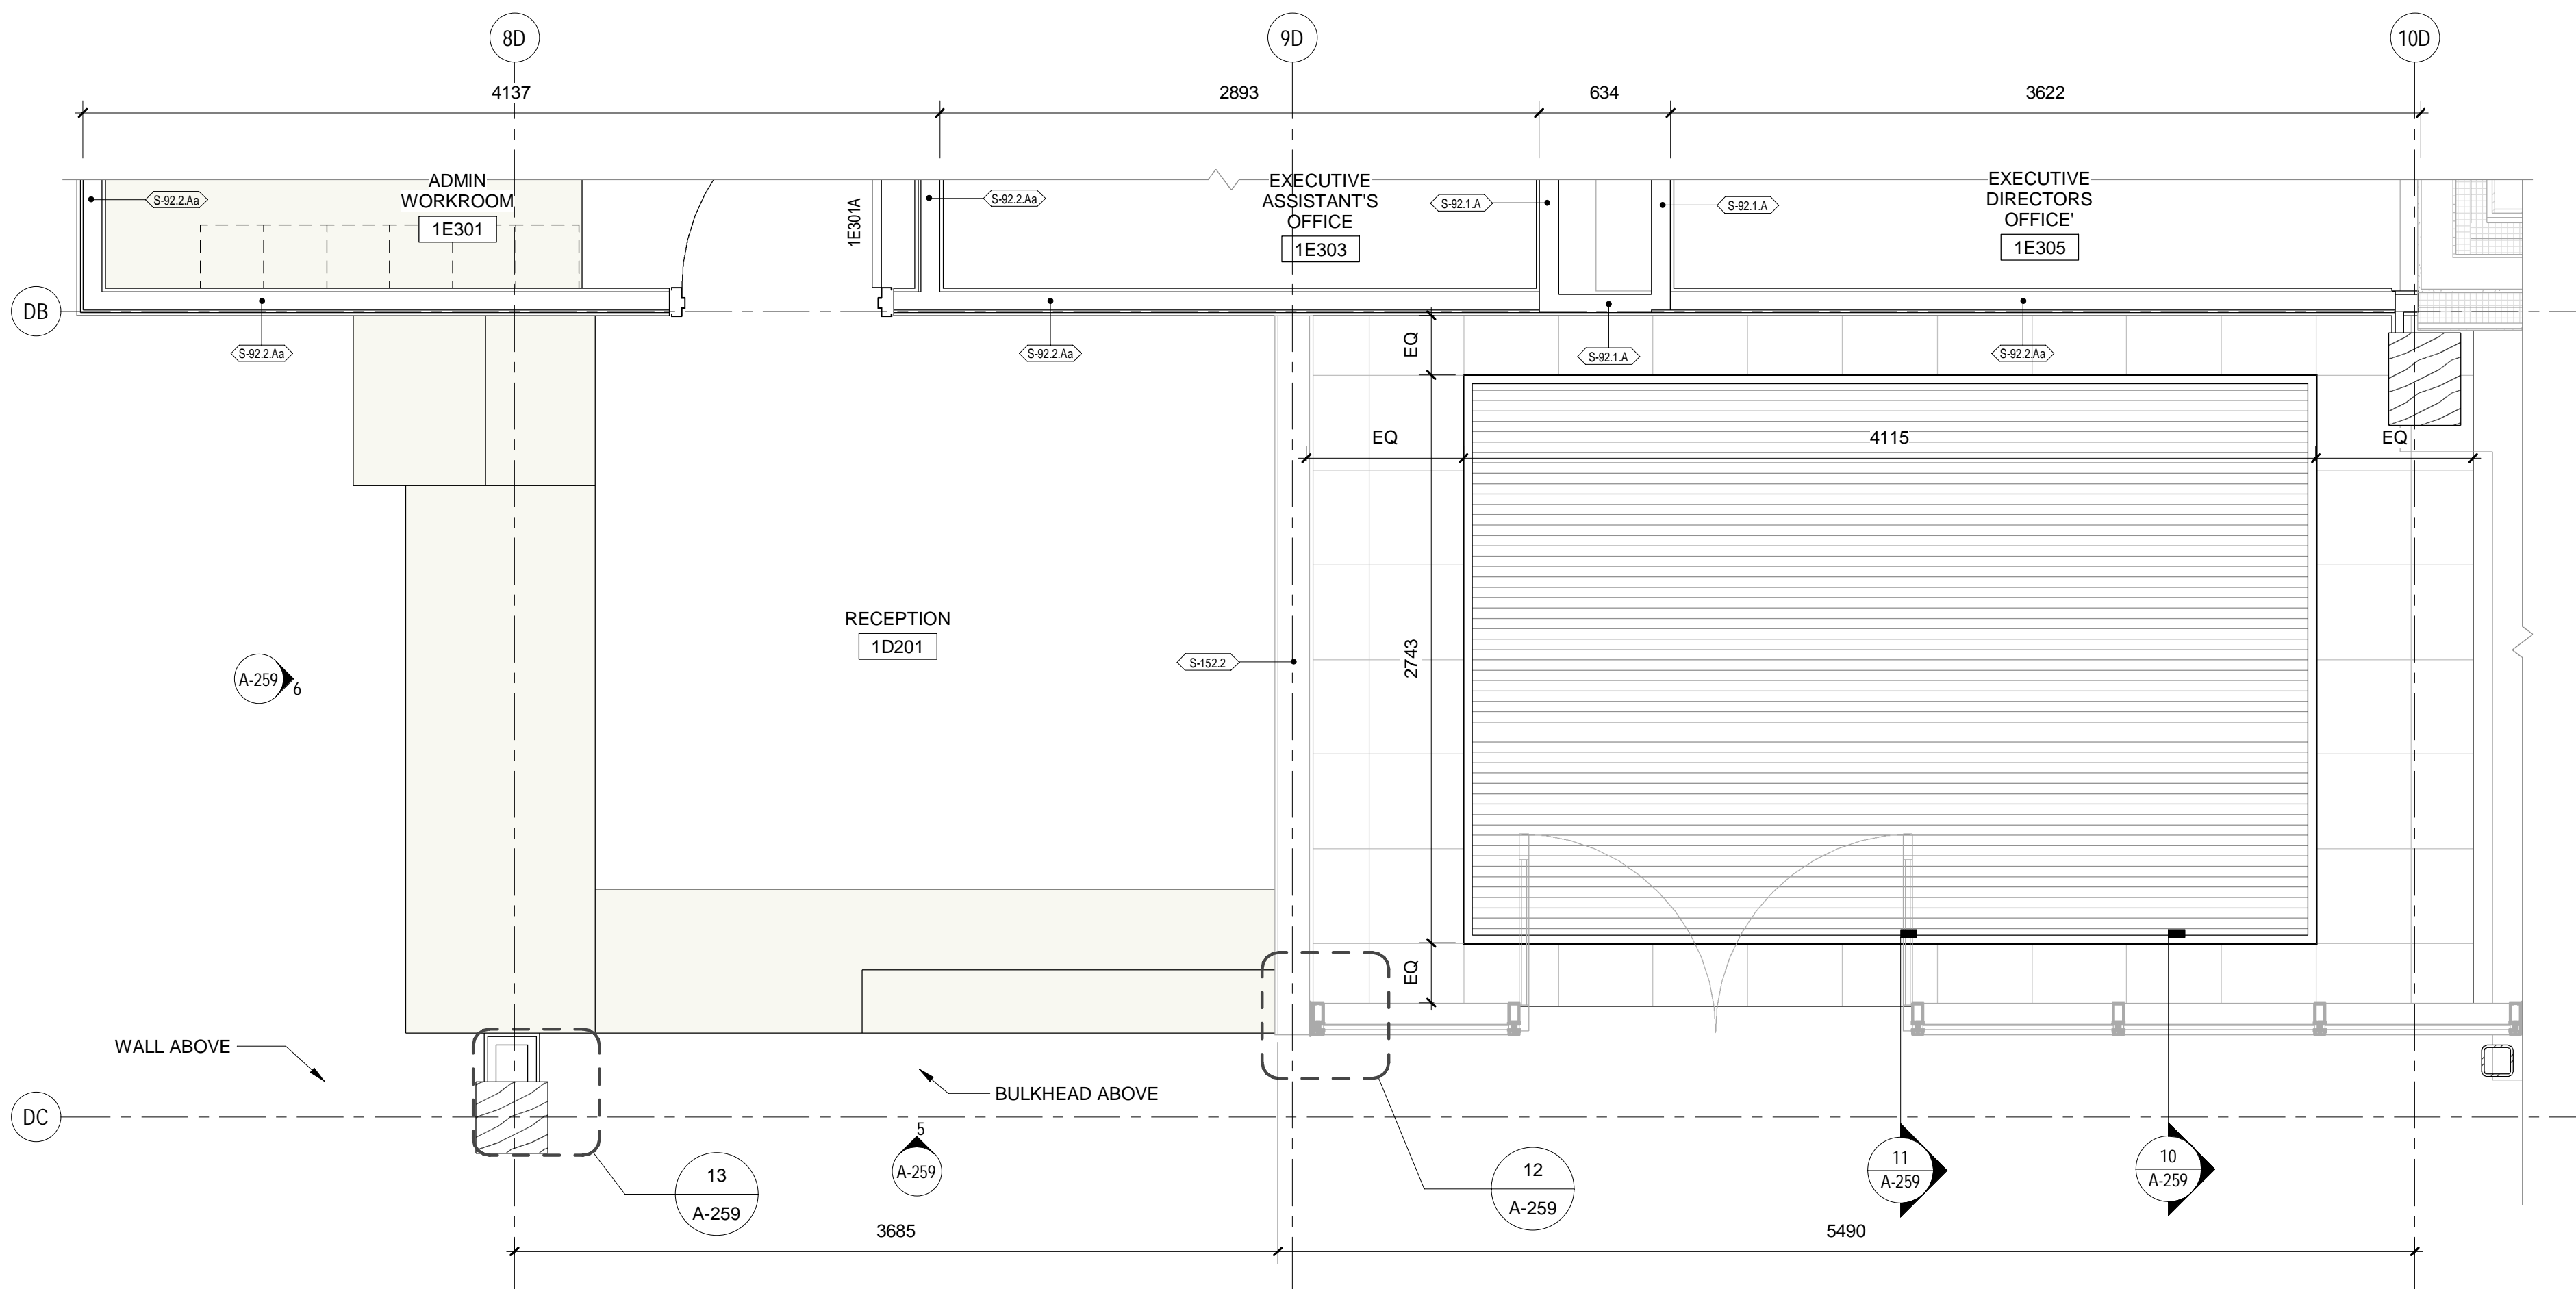 8D
9D
10D
4137
2893
634
3622
ADMIN
WORKROOM
1E301
S-92.2.Aa
1E301A
S-92.2.Aa
EXECUTIVE
ASSISTANT'S
OFFICE
1E303
S-92.1.A
S-92.1.A
EXECUTIVE
DIRECTORS
OFFICE'
1E305
DB
S-92.2.Aa
S-92.2.Aa
EQ
S-92.1.A
S-92.2.Aa
EQ
4115
EQ
RECEPTION
1D201
S-152.2
2743
A-259
6
EQ
WALL ABOVE
BULKHEAD ABOVE
DC
5
A-259
13
A-259
12
A-259
11
A-259
10
A-259
3685
5490